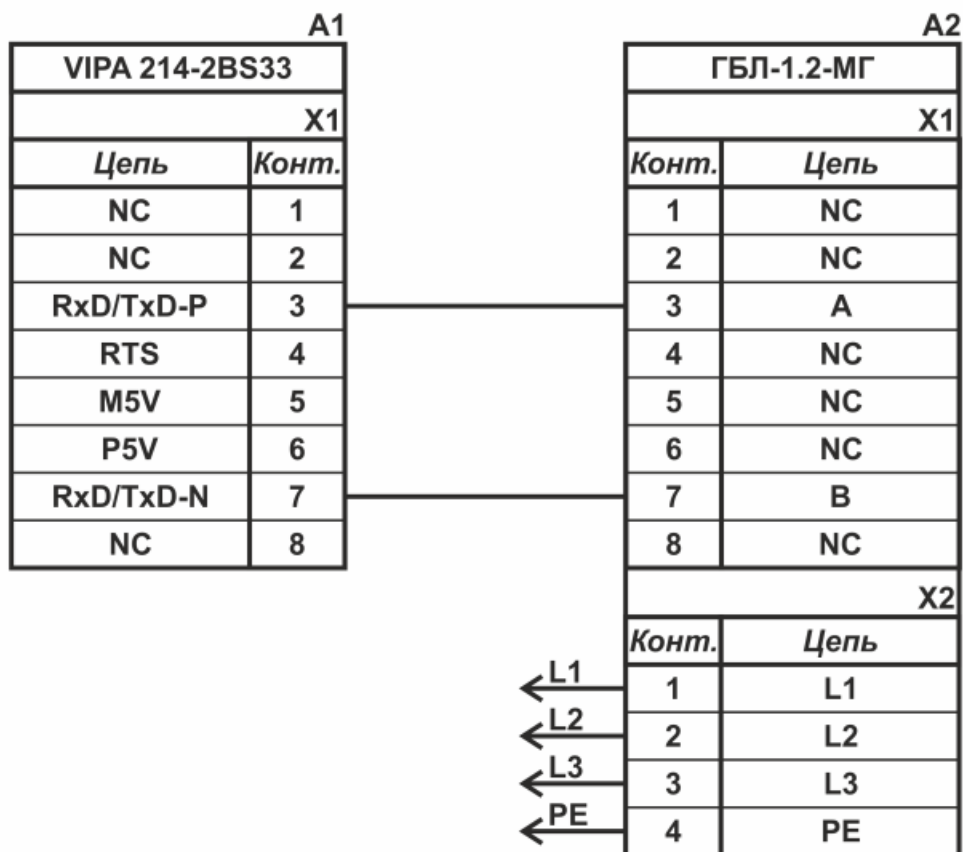 A1
VIPA 214-2BS33
X1
Цепь Конт.
NC 1
NC 2
RxD/TxD-P 3
RTS 4
M5V 5
P5V 6
RxD/TxD-N 7
NC 8
A2
ГБЛ-1.2-МГ
X1
Конт. Цепь
1 NC
2 NC
3 A
4 NC
5 NC
6 NC
7 B
8 NC
X2
Конт. Цепь
L1 1 L1
L2 2 L2
L3 3 L3
PE 4 PE